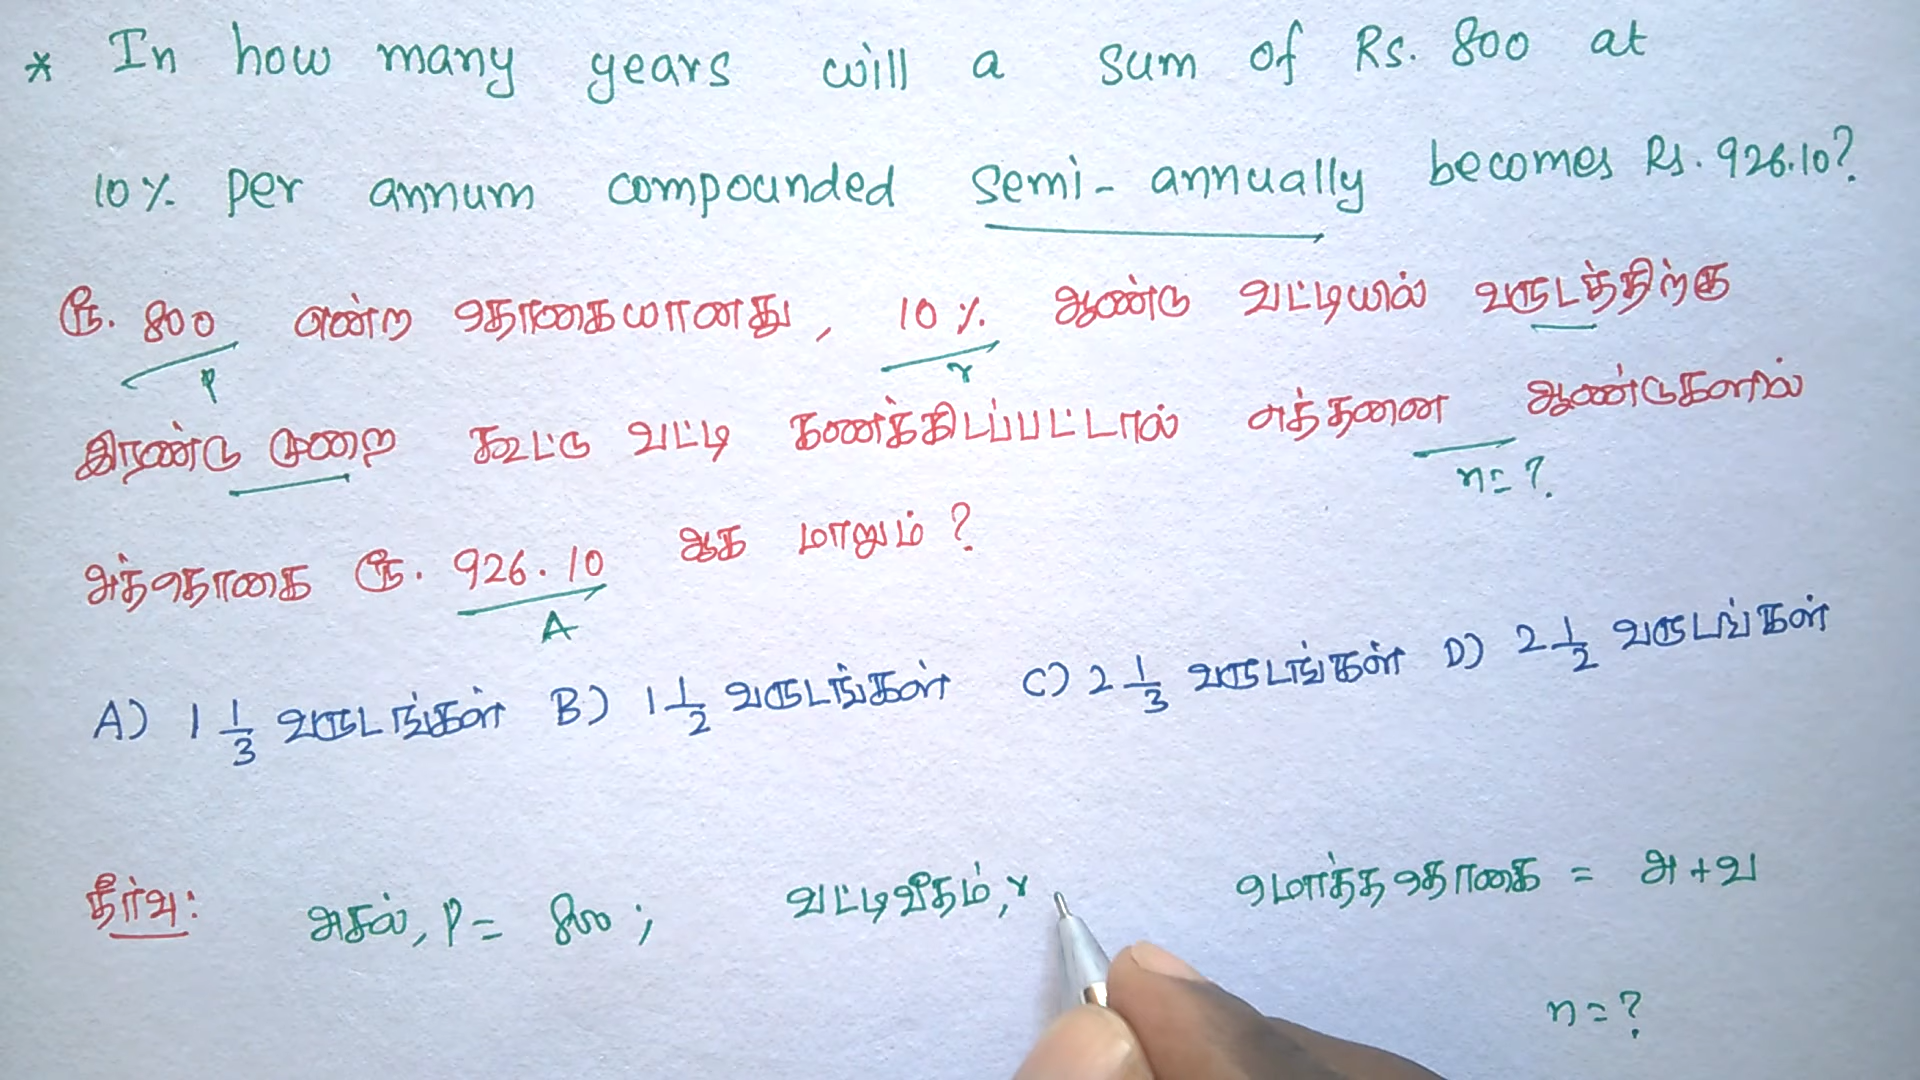 * In how many years will a sum of Rs. 800 at
10% per annum compounded semi-annually becomes Rs. 926.10?
ரூ. 800 என்ற தொகையானது, 10% ஆண்டு வட்டியில் வருடத்திற்கு
p r
இரண்டு முறை கூட்டு வட்டி கணக்கிடப்பட்டால் எத்தனை ஆண்டுகளில்
n = ?
அத்தொகை ரூ. 926.10 ஆக மாறும்?
A
A) 1 1/3 வருடங்கள் B) 1 1/2 வருடங்கள் C) 2 1/3 வருடங்கள் D) 2 1/2 வருடங்கள்
தீர்வு: அசல், p = 800 ; வட்டிவீதம், r மொத்ததொகை = அ + வ
n = ?